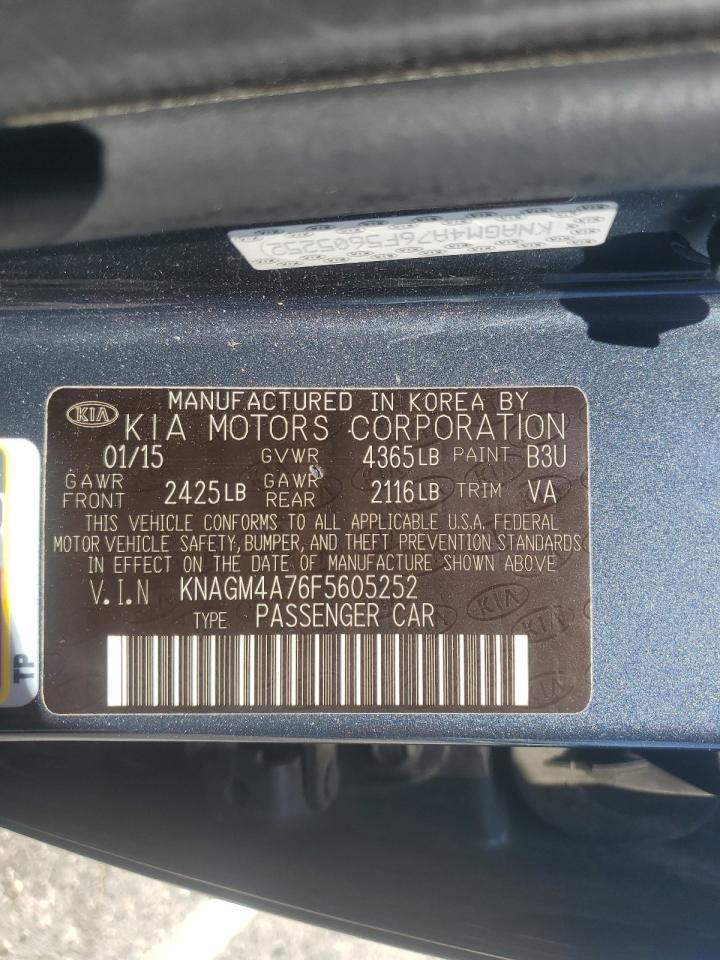 KNAGM4A76F5605252
MANUFACTURED IN KOREA BY
KIA KIA MOTORS CORPORATION
01/15 GVWR 4365LB PAINT B3U
GAWR FRONT 2425LB GAWR REAR 2116LB TRIM VA
THIS VEHICLE CONFORMS TO ALL APPLICABLE U.S.A. FEDERAL
MOTOR VEHICLE SAFETY, BUMPER, AND THEFT PREVENTION STANDARDS
IN EFFECT ON THE DATE OF MANUFACTURE SHOWN ABOVE
V.I.N KNAGM4A76F5605252
TYPE PASSENGER CAR
TP